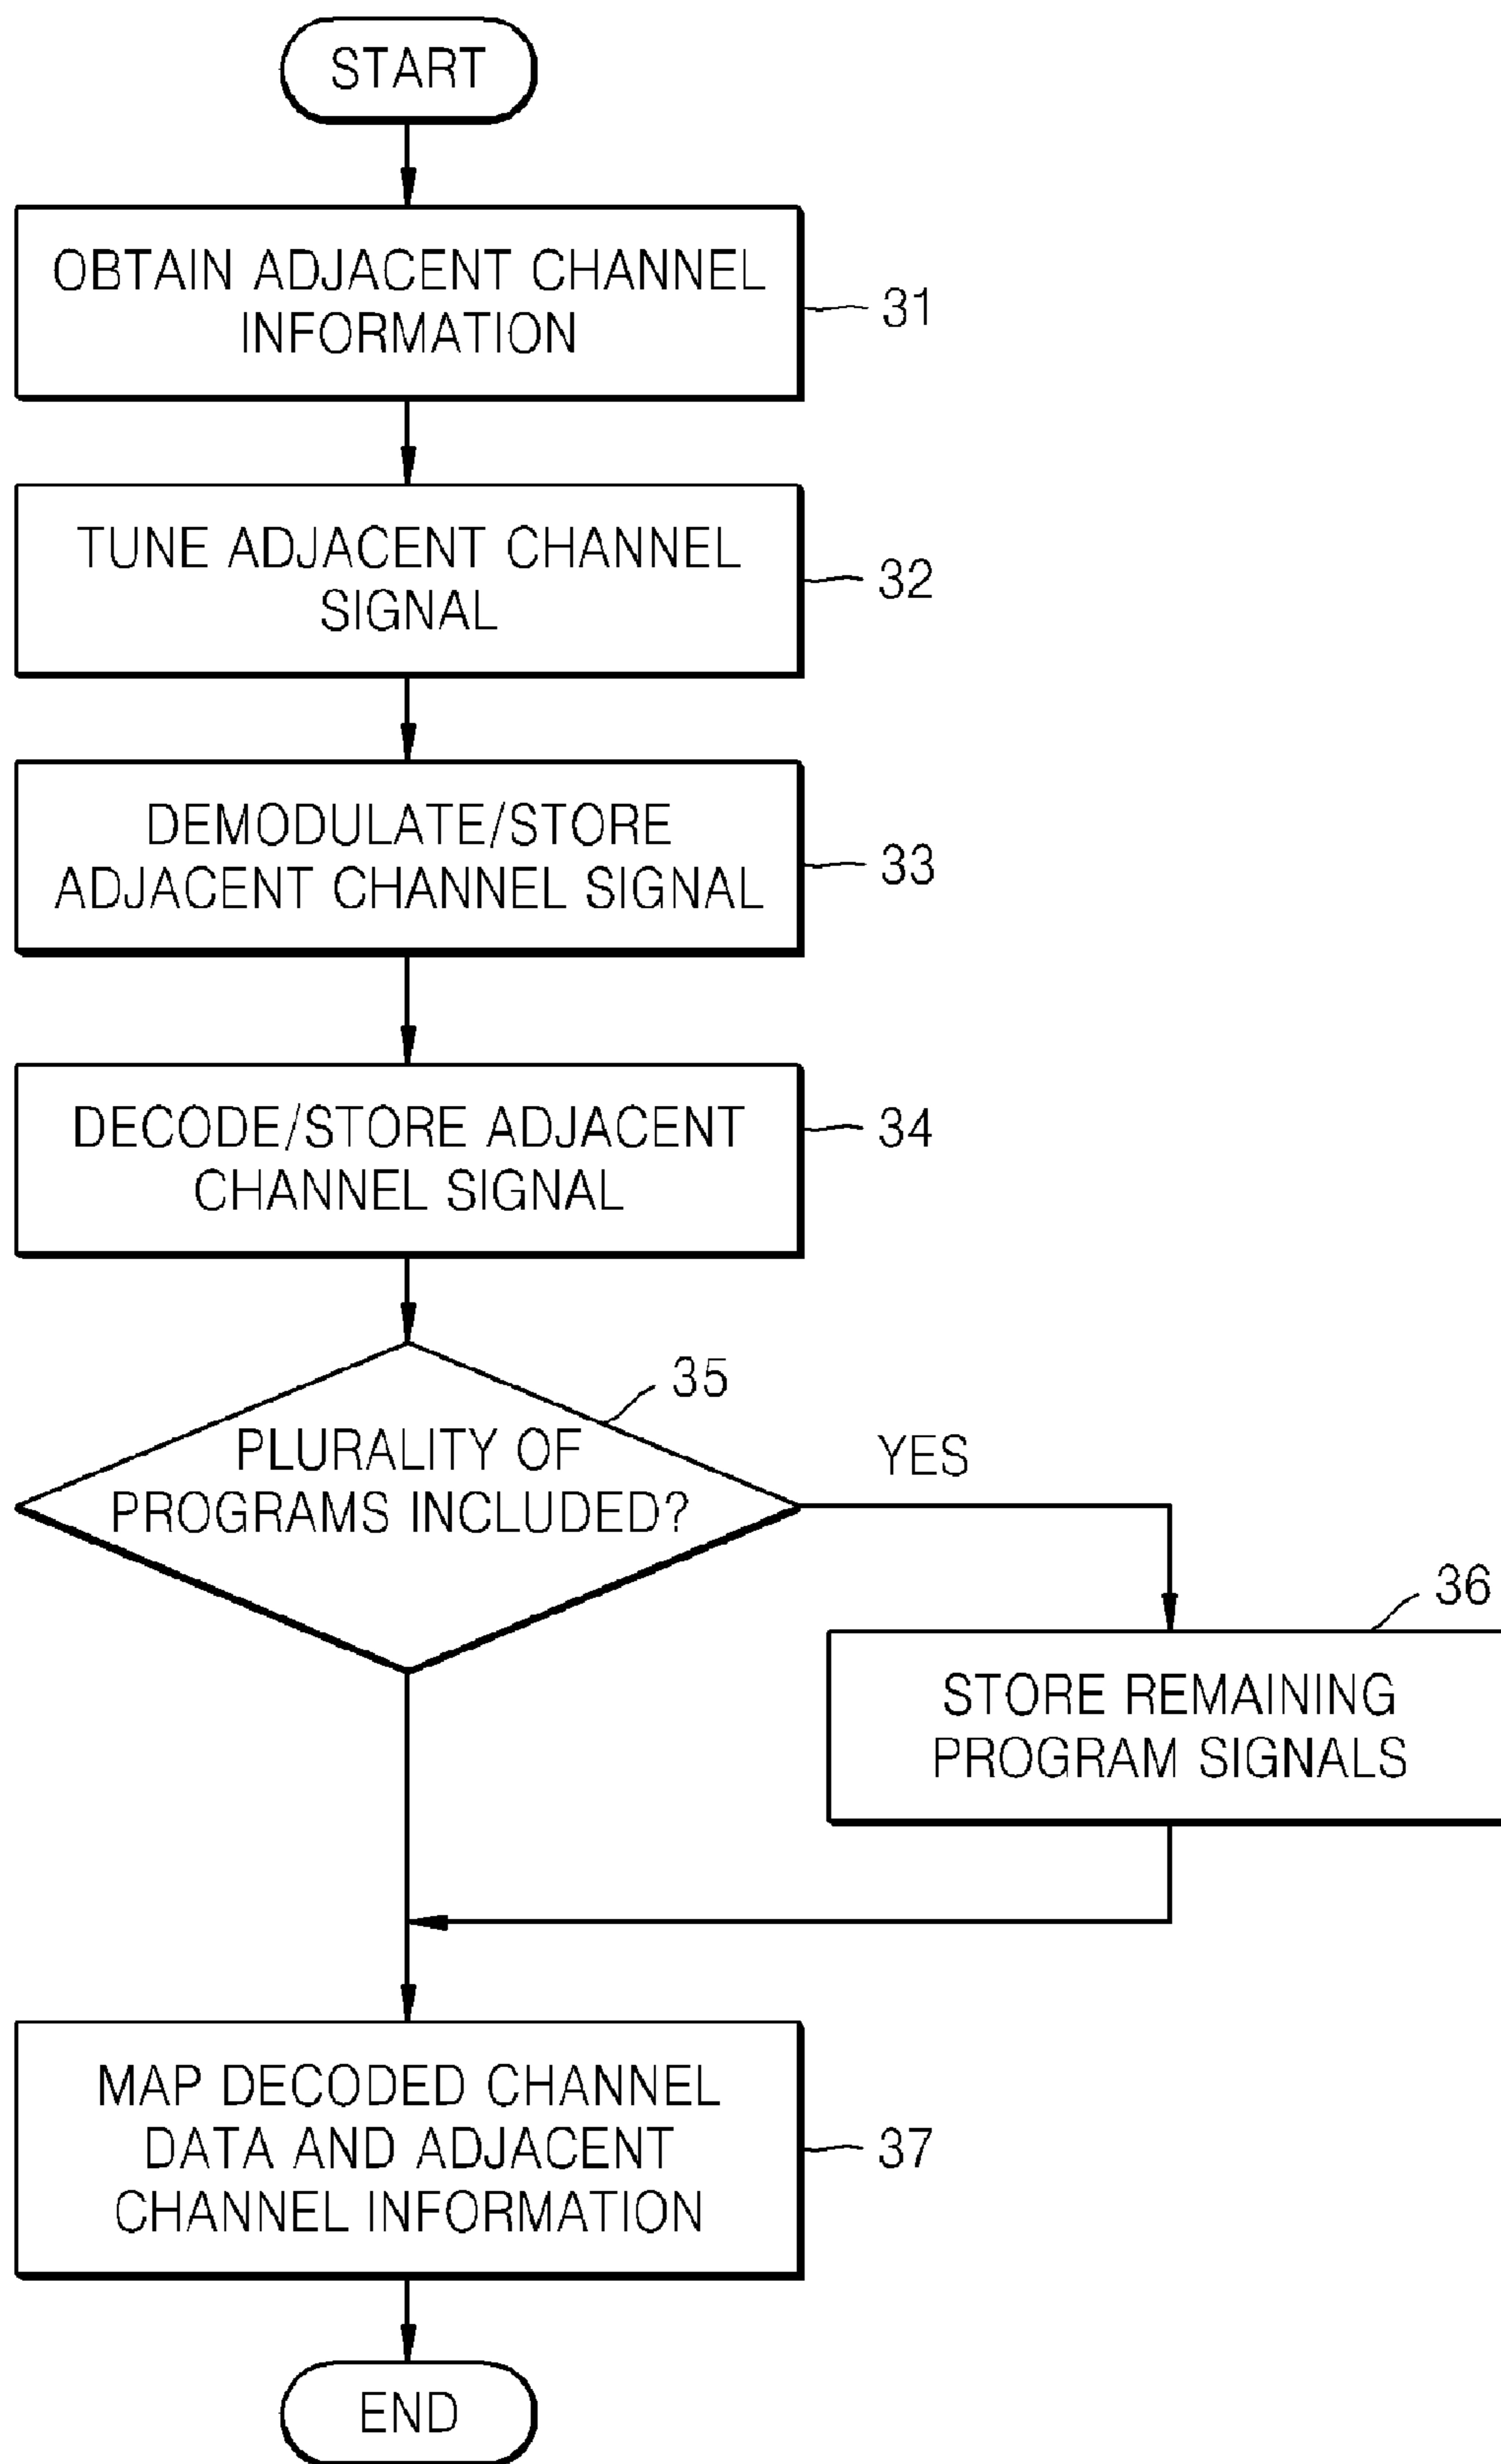 START
OBTAIN ADJACENT CHANNEL
INFORMATION
31
TUNE ADJACENT CHANNEL
SIGNAL
32
DEMODULATE/STORE
ADJACENT CHANNEL SIGNAL
33
DECODE/STORE ADJACENT
CHANNEL SIGNAL
34
35
PLURALITY OF
PROGRAMS INCLUDED?
YES
36
STORE REMAINING
PROGRAM SIGNALS
MAP DECODED CHANNEL
DATA AND ADJACENT
CHANNEL INFORMATION
37
END